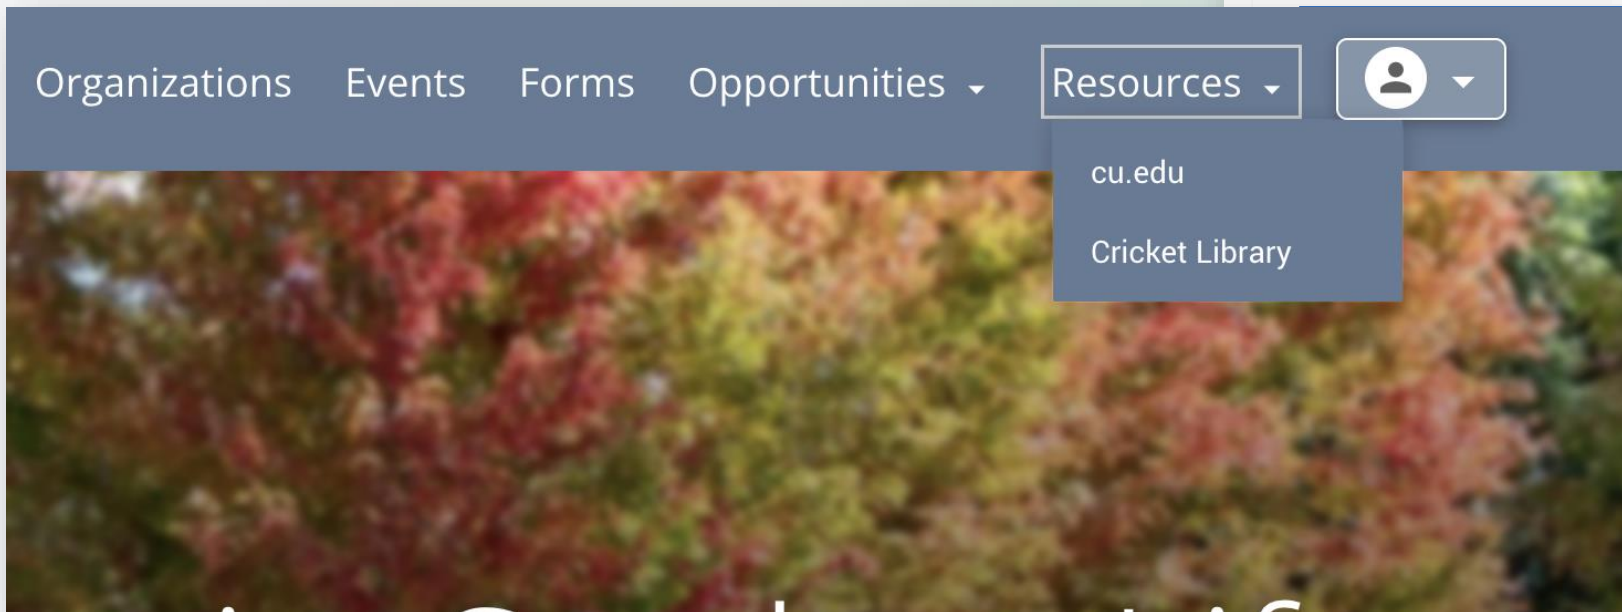 Organizations Events Forms Opportunities Resources
cu.edu
Cricket Library